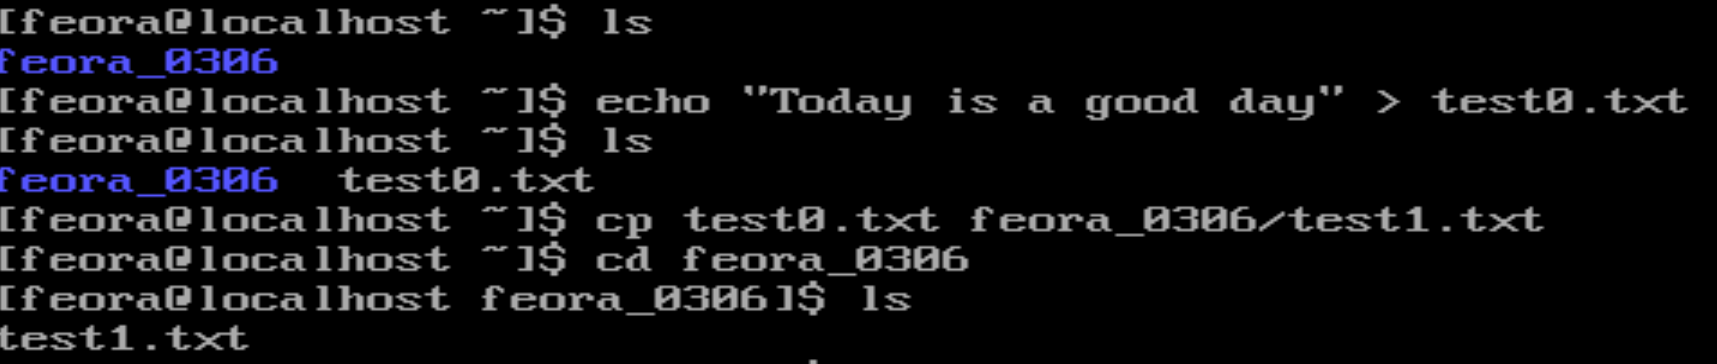 [feora@localhost ~]$ ls
feora_0306
[feora@localhost ~]$ echo "Today is a good day" > test0.txt
[feora@localhost ~]$ ls
feora_0306  test0.txt
[feora@localhost ~]$ cp test0.txt feora_0306/test1.txt
[feora@localhost ~]$ cd feora_0306
[feora@localhost feora_0306]$ ls
test1.txt